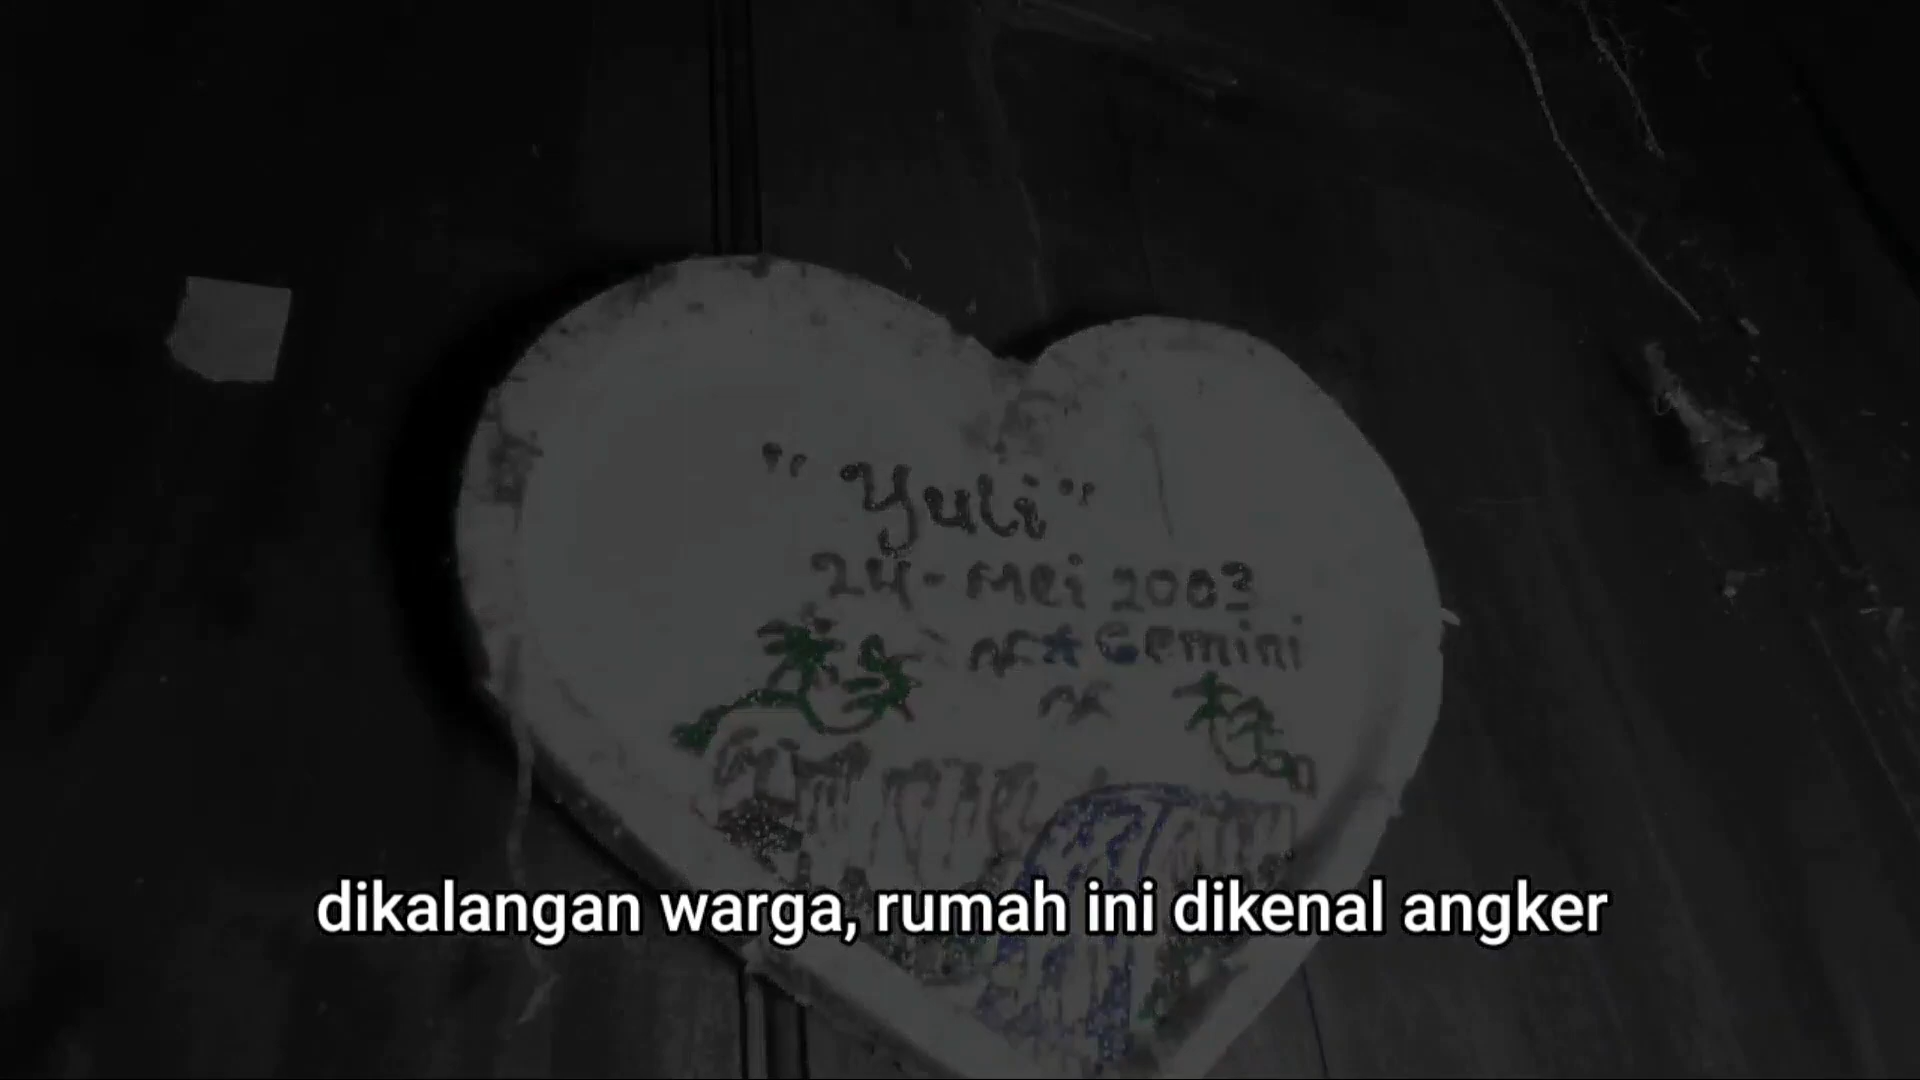 "Yuli"
24-Mei 2003
Gemini
dikalangan warga, rumah ini dikenal angker